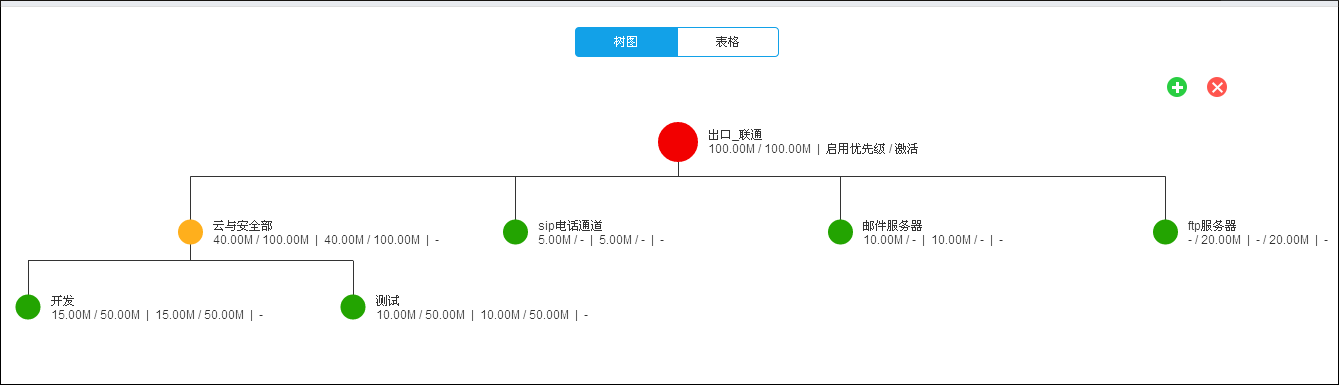 树图 表格
出口_联通
100.00M / 100.00M | 启用优先级 / 激活
云与安全部
40.00M / 100.00M | 40.00M / 100.00M | -
sip电话通道
5.00M / - | 5.00M / - | -
邮件服务器
10.00M / - | 10.00M / - | -
ftp服务器
- / 20.00M | - / 20.00M | -
开发
15.00M / 50.00M | 15.00M / 50.00M | -
测试
10.00M / 50.00M | 10.00M / 50.00M | -